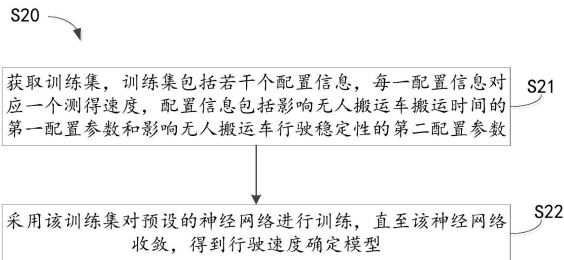 S20
获取训练集，训练集包括若干个配置信息，每一配置信息对
应一个测得速度，配置信息包括影响无人搬运车搬运时间的
第一配置参数和影响无人搬运车行驶稳定性的第二配置参数
S21
采用该训练集对预设的神经网络进行训练，直至该神经网络
收敛，得到行驶速度确定模型
S22